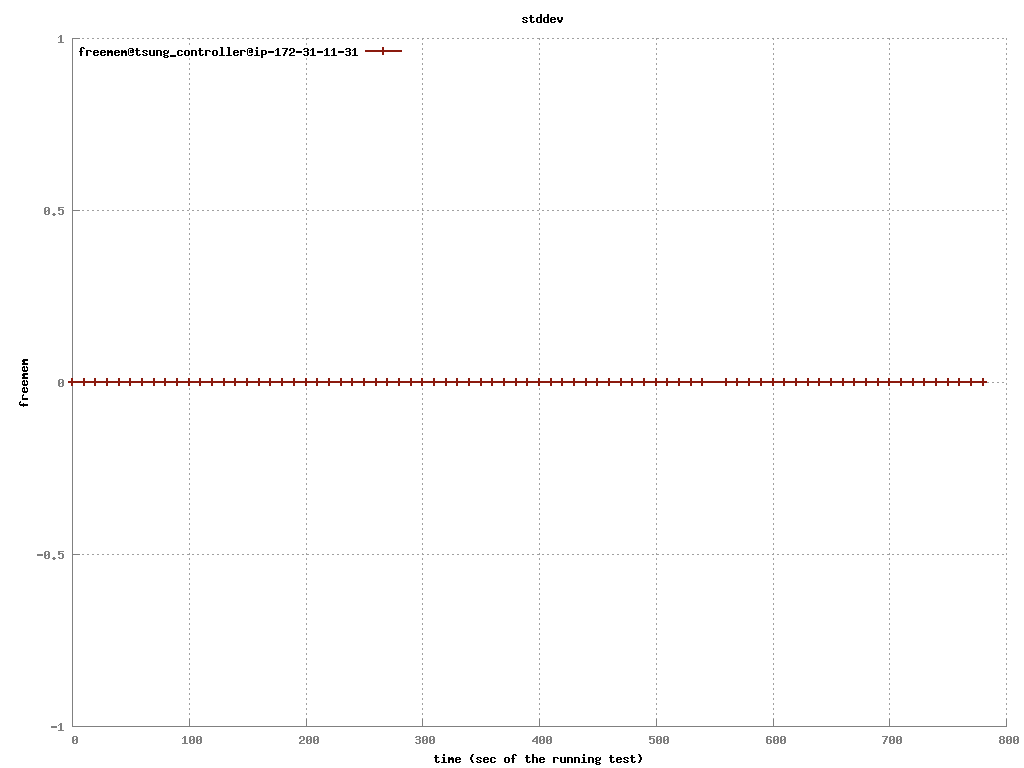 stddev
1
freemem@tsung_controller@ip-172-31-11-31
0.5
freemem
0
-0.5
-1
0 100 200 300 400 500 600 700 800
time (sec of the running test)